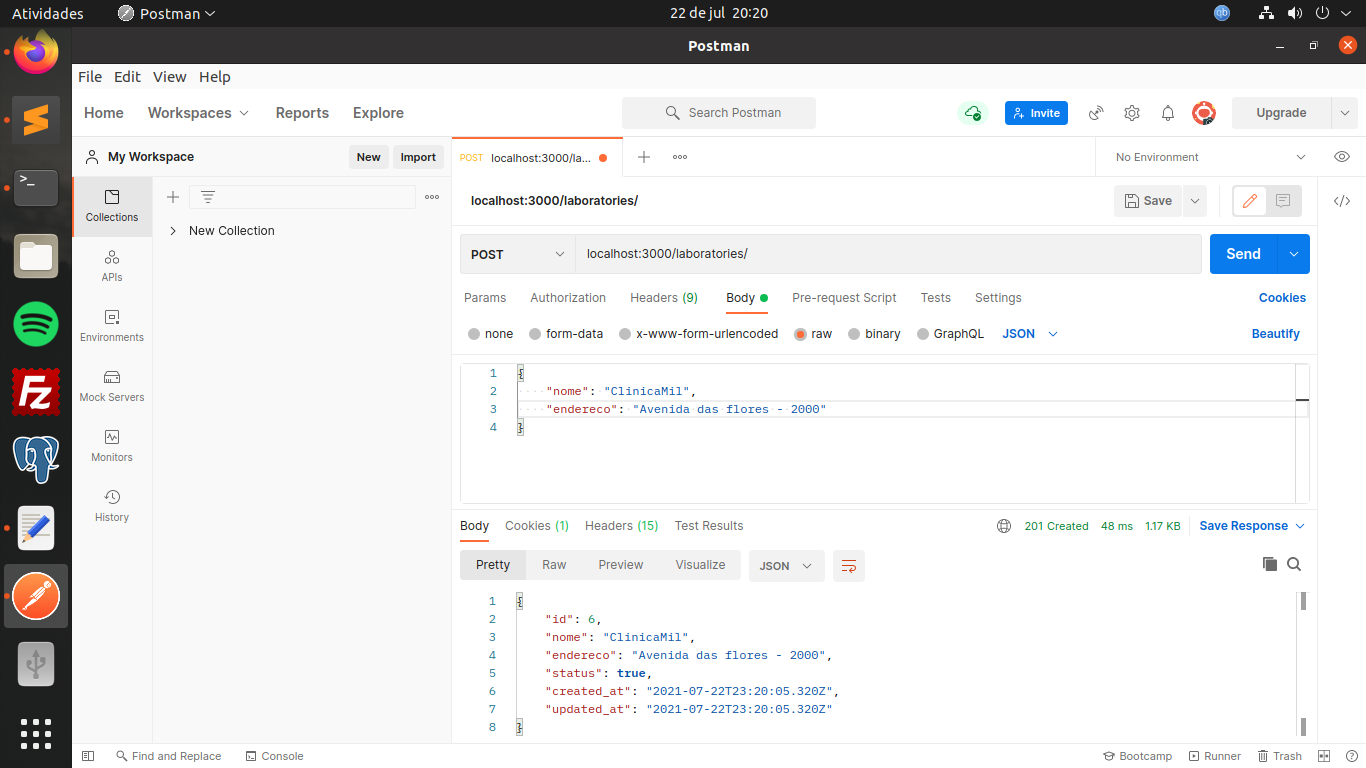 Atividades Postman 22 de jul 20:20 qb
Postman
File Edit View Help
Home Workspaces Reports Explore Search Postman Invite Upgrade
My Workspace New Import POST localhost:3000/la... No Environment
Collections
APIs
Environments
Mock Servers
Monitors
History
New Collection
localhost:3000/laboratories/ Save
POST localhost:3000/laboratories/ Send
Params Authorization Headers (9) Body Pre-request Script Tests Settings Cookies
none form-data x-www-form-urlencoded raw binary GraphQL JSON Beautify
1 {
2 "nome": "ClinicaMil",
3 "endereco": "Avenida das flores - 2000"
4 }
Body Cookies (1) Headers (15) Test Results 201 Created 48 ms 1.17 KB Save Response
Pretty Raw Preview Visualize JSON
1 {
2 "id": 6,
3 "nome": "ClinicaMil",
4 "endereco": "Avenida das flores - 2000",
5 "status": true,
6 "created_at": "2021-07-22T23:20:05.320Z",
7 "updated_at": "2021-07-22T23:20:05.320Z"
8 }
Find and Replace Console Bootcamp Runner Trash